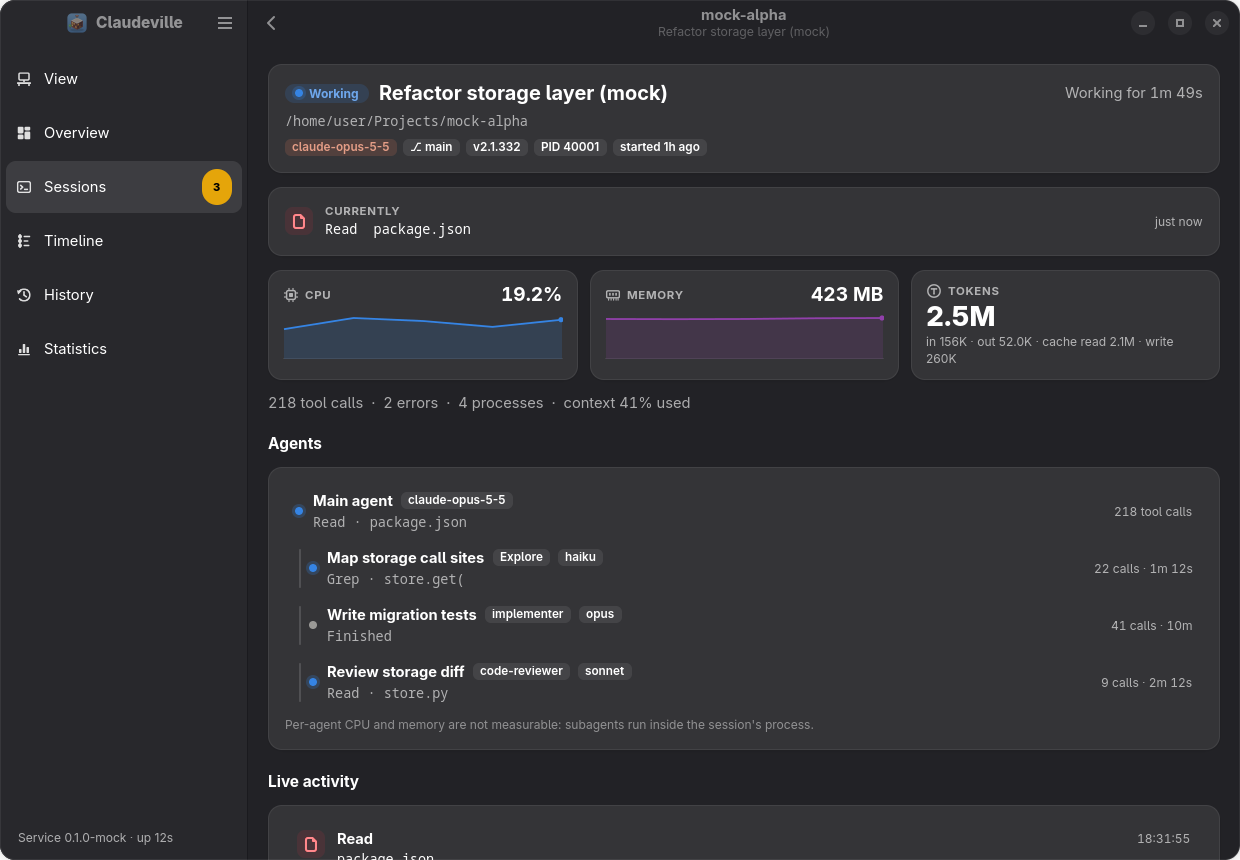 Claudeville
mock-alpha
Refactor storage layer (mock)
View
Overview
Sessions
3
Timeline
History
Statistics
Service 0.1.0-mock · up 12s
Working
Refactor storage layer (mock)
Working for 1m 49s
/home/user/Projects/mock-alpha
claude-opus-5-5
⎇ main
v2.1.332
PID 40001
started 1h ago
CURRENTLY
Read  package.json
just now
CPU
19.2%
MEMORY
423 MB
TOKENS
2.5M
in 156K · out 52.0K · cache read 2.1M · write
260K
218 tool calls · 2 errors · 4 processes · context 41% used
Agents
Main agent claude-opus-5-5
Read · package.json
218 tool calls
Map storage call sites Explore haiku
Grep · store.get(
22 calls · 1m 12s
Write migration tests implementer opus
Finished
41 calls · 10m
Review storage diff code-reviewer sonnet
Read · store.py
9 calls · 2m 12s
Per-agent CPU and memory are not measurable: subagents run inside the session's process.
Live activity
Read
18:31:55
package.json